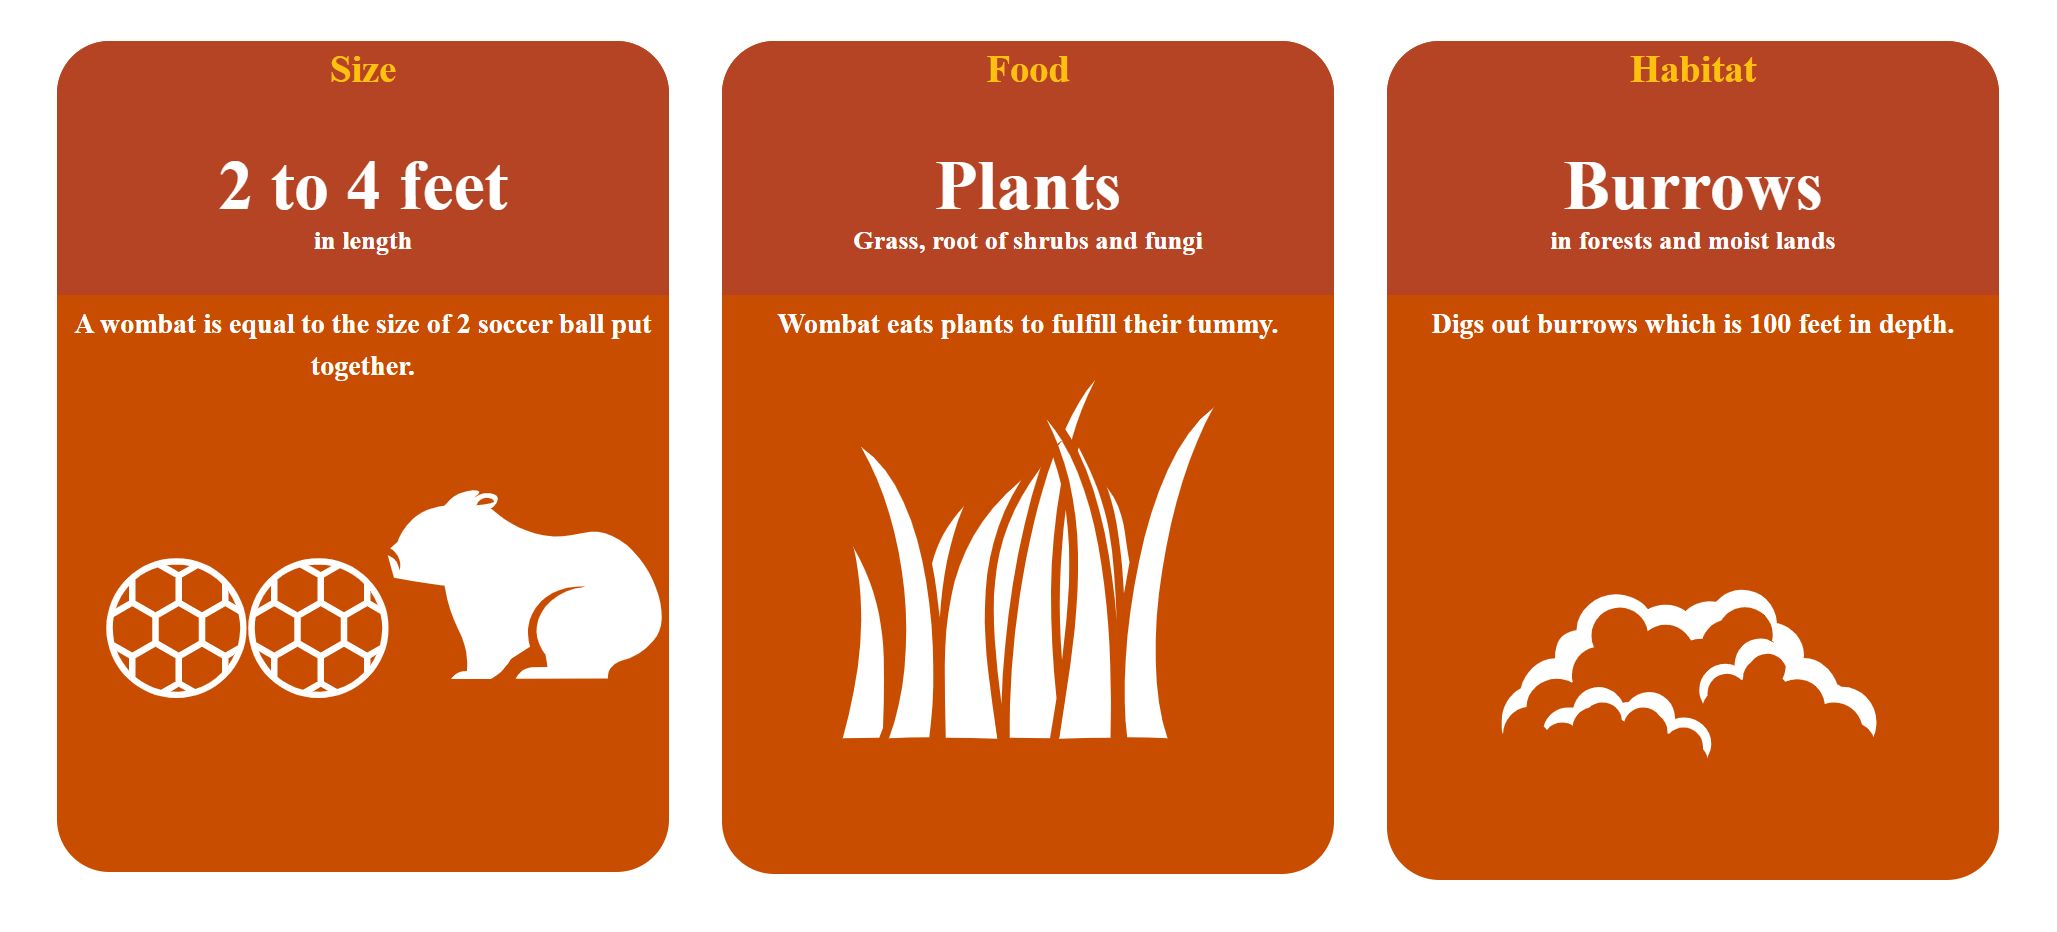 Size
2 to 4 feet
in length
A wombat is equal to the size of 2 soccer ball put
together.
Food
Plants
Grass, root of shrubs and fungi
Wombat eats plants to fulfill their tummy.
Habitat
Burrows
in forests and moist lands
Digs out burrows which is 100 feet in depth.